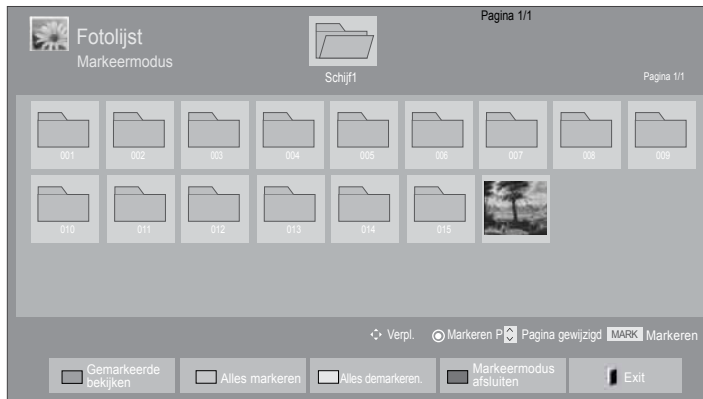 Fotolijst
Markeermodus
Schijf1
Pagina 1/1
Pagina 1/1
001 002 003 004 005 006 007 008 009
010 011 012 013 014 015
Verpl. Markeren P Pagina gewijzigd MARK Markeren
Gemarkeerde
bekijken
Alles markeren
Alles demarkeren.
Markeermodus
afsluiten
Exit